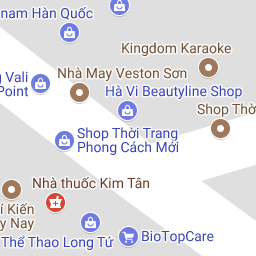 nam Hàn Quốc
Kingdom Karaoke
g Vali
Point
Nhà May Veston Sơn
Hà Vi Beautyline Shop
Shop Thờ
Shop Thời Trang
Phong Cách Mới
Nhà thuốc Kim Tân
í Kiến
y Nay
Thể Thao Long Tứ
BioTopCare